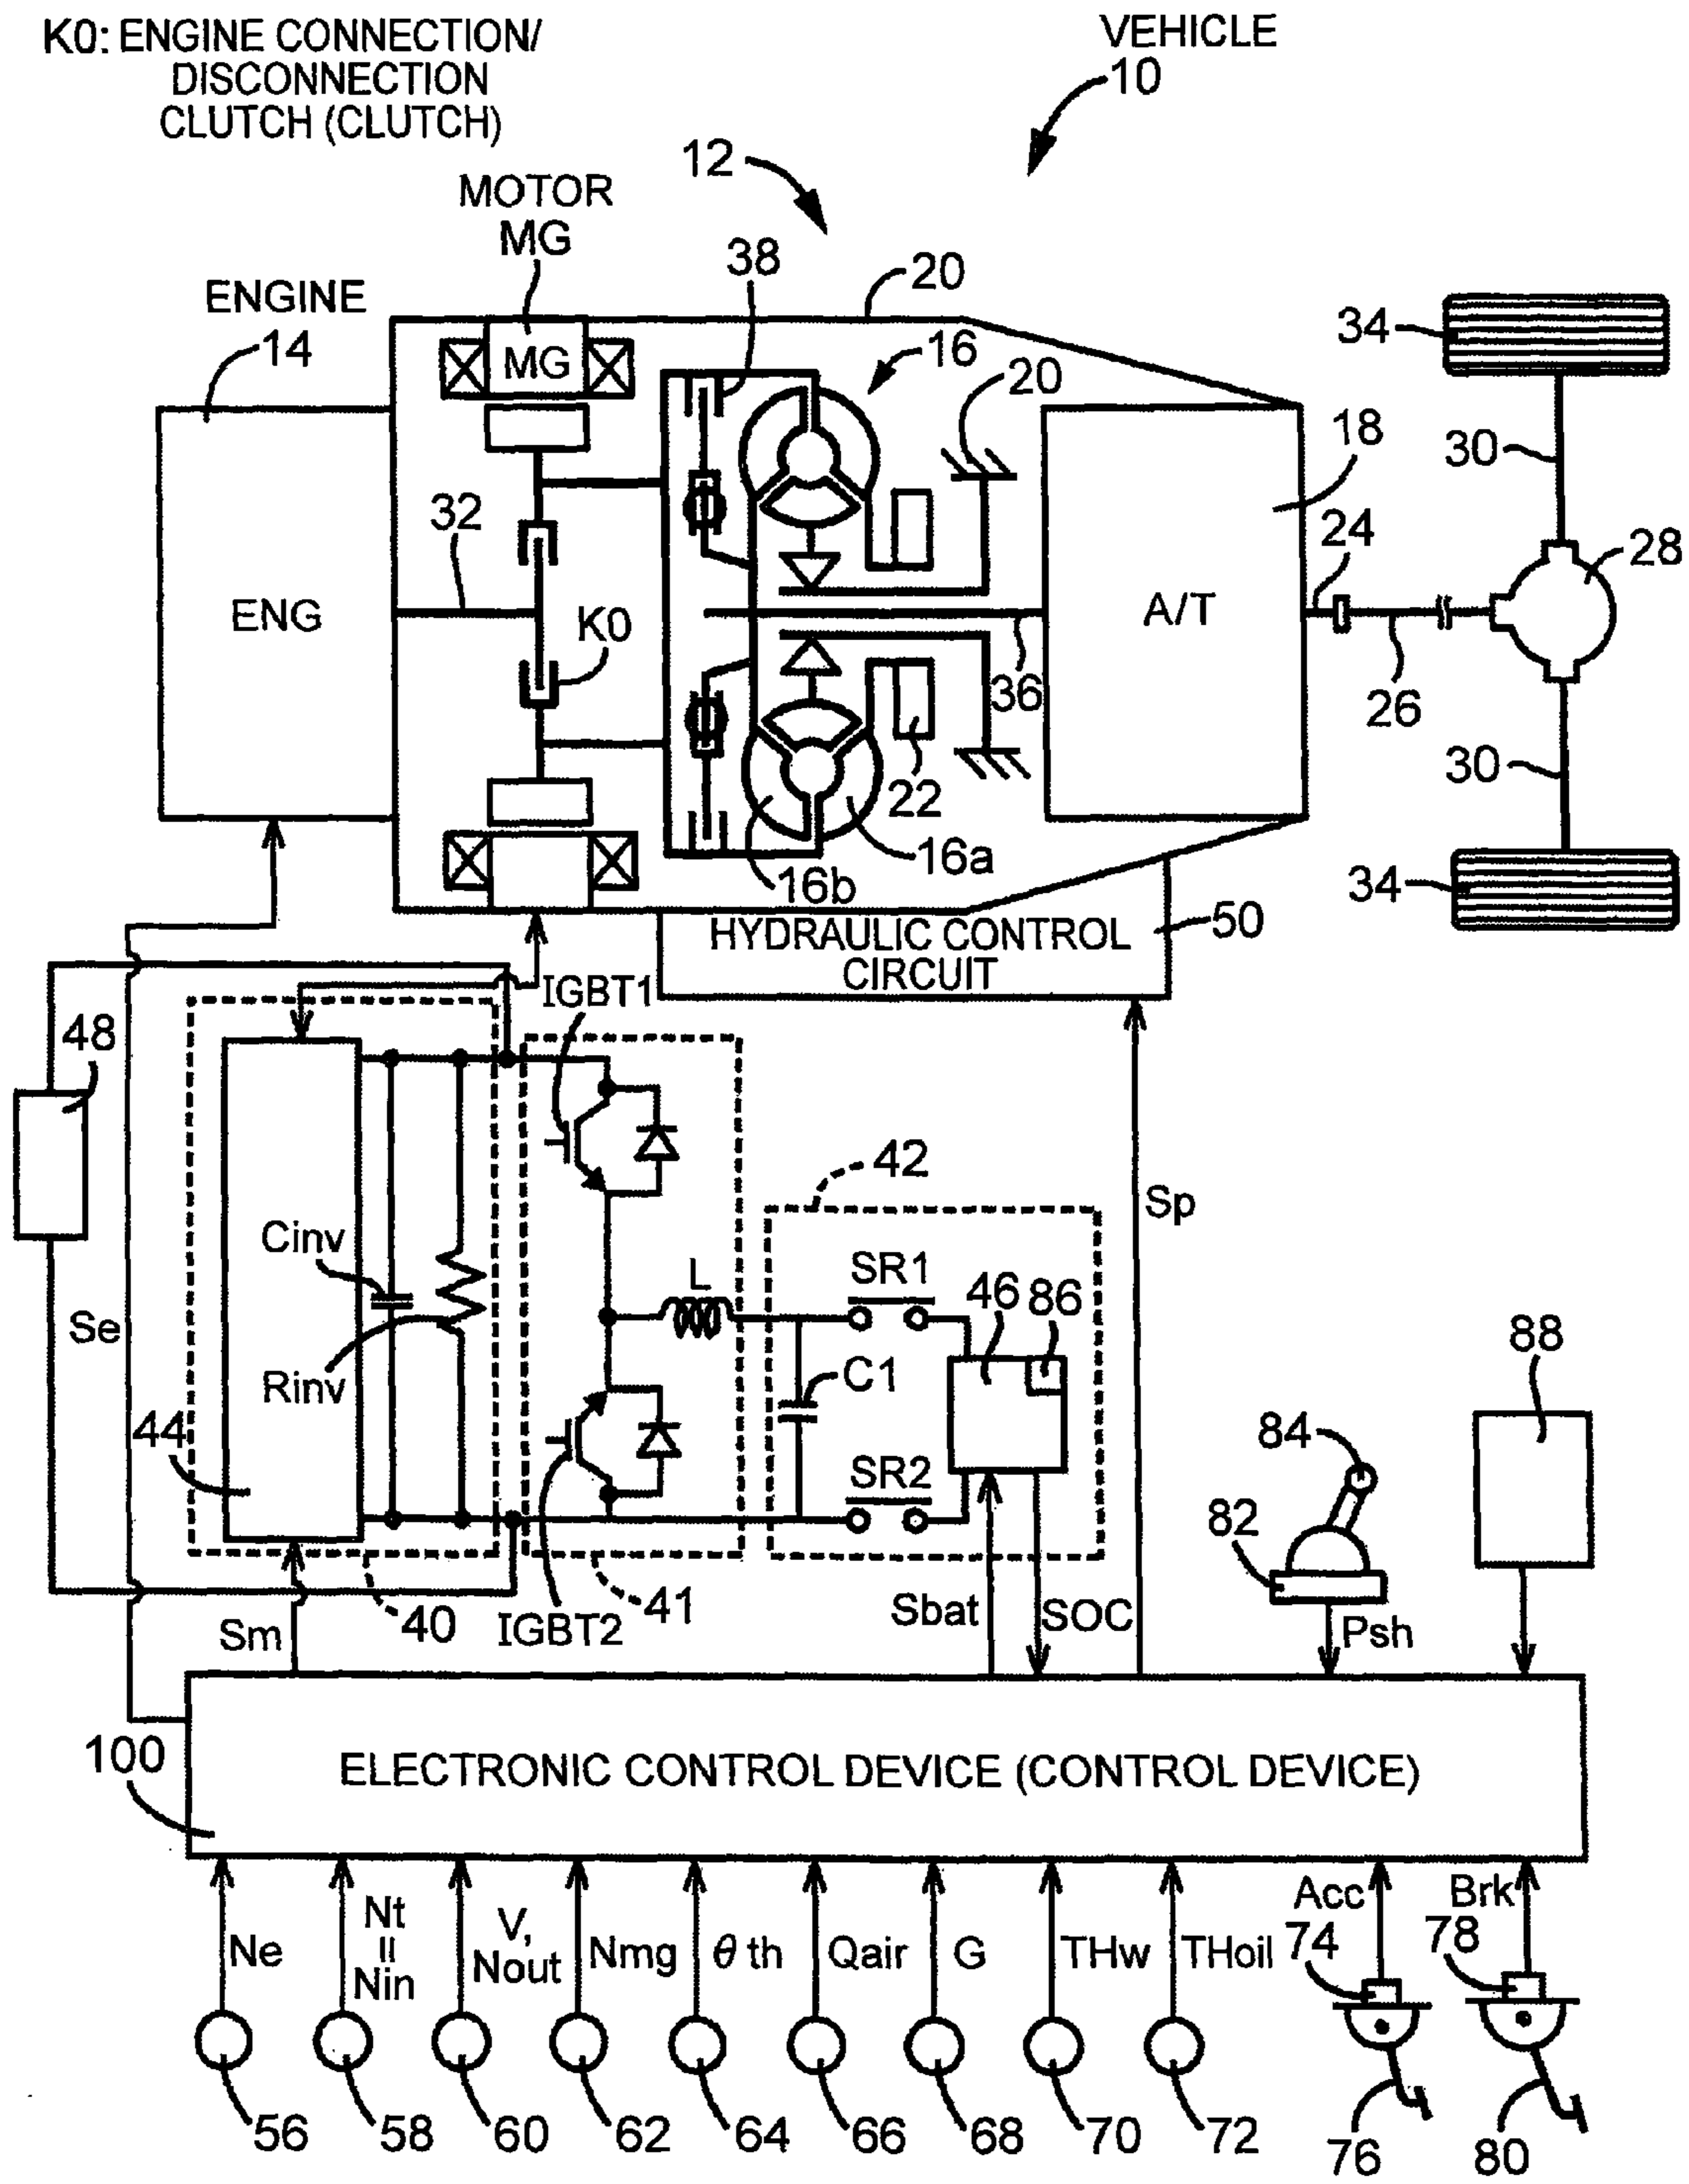 K0: ENGINE CONNECTION/
DISCONNECTION
CLUTCH (CLUTCH)
VEHICLE
10
12
MOTOR
MG
38
20
ENGINE
14
MG
16
20
34
18
30
32
24
28
ENG
K0
A/T
36
26
22
30
16a
16b
34
50
HYDRAULIC CONTROL
CIRCUIT
IGBT1
48
42
Sp
Cinv
SR1
L
46
86
Se
88
Rinv
C1
44
84
SR2
82
40
41
Sbat
SOC
Sm
IGBT2
Psh
100
ELECTRONIC CONTROL DEVICE (CONTROL DEVICE)
Ne
Nt
=
Nin
V,
Nout
Nmg
θth
Qair
G
THw
THoil
Acc
Brk
74
78
56
58
60
62
64
66
68
70
72
76
80